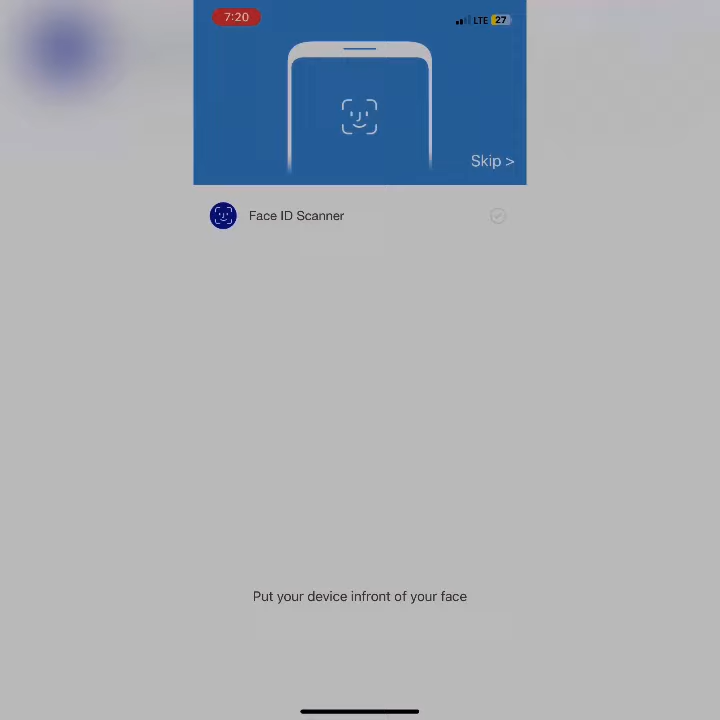 7:20
LTE 27
Skip >
Face ID Scanner
Put your device infront of your face